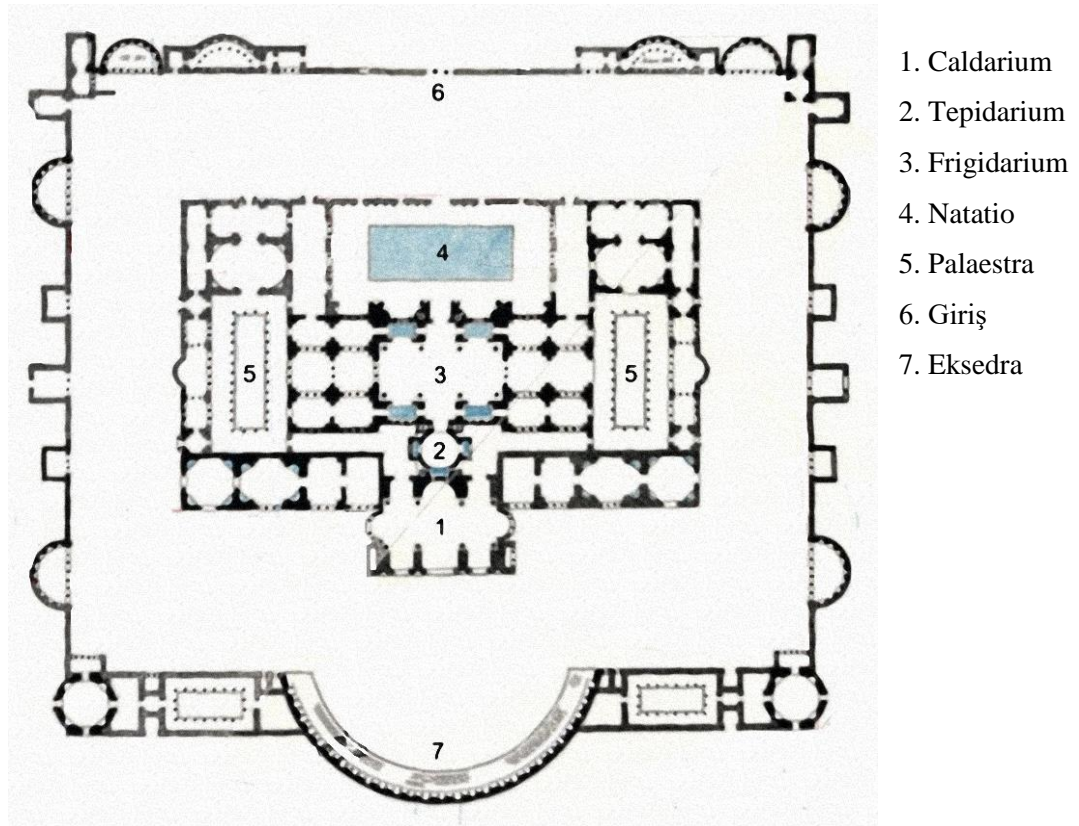 1. Caldarium
2. Tepidarium
3. Frigidarium
4. Natatio
5. Palaestra
6. Giriş
7. Eksedra
6
4
5
3
5
2
1
7